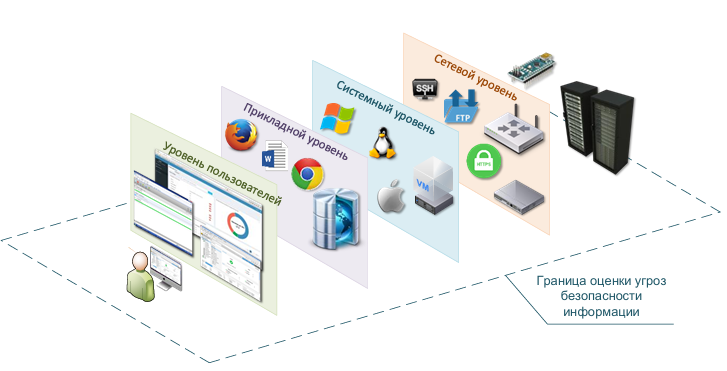 Сетевой уровень
SSH
FTP
HTTPS
Системный уровень
VM
Прикладной уровень
W
Уровень пользователей
Граница оценки угроз
безопасности
информации